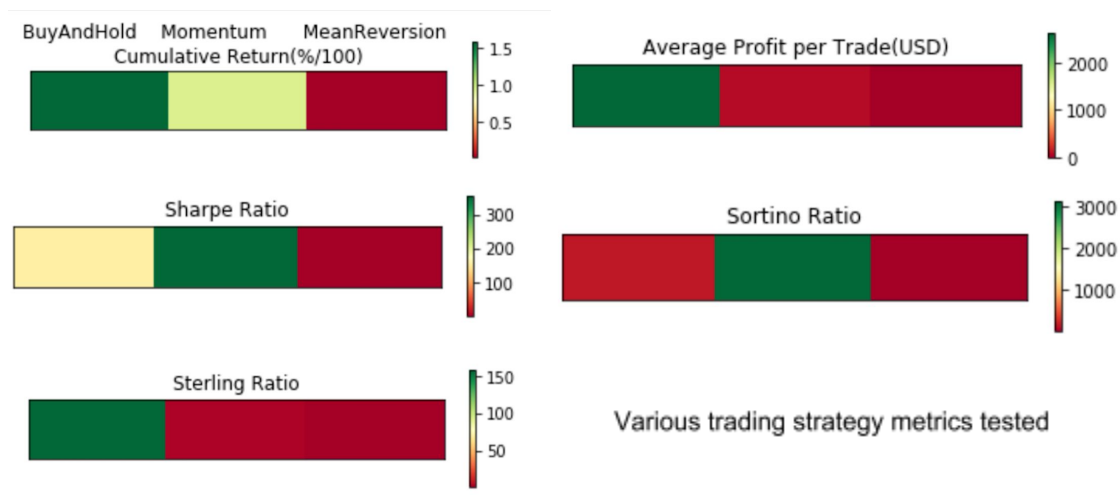 BuyAndHold Momentum MeanReversion
Cumulative Return(%/100)
1.5
1.0
0.5
Average Profit per Trade(USD)
2000
1000
0
Sharpe Ratio
300
200
100
Sortino Ratio
3000
2000
1000
Sterling Ratio
150
100
50
Various trading strategy metrics tested